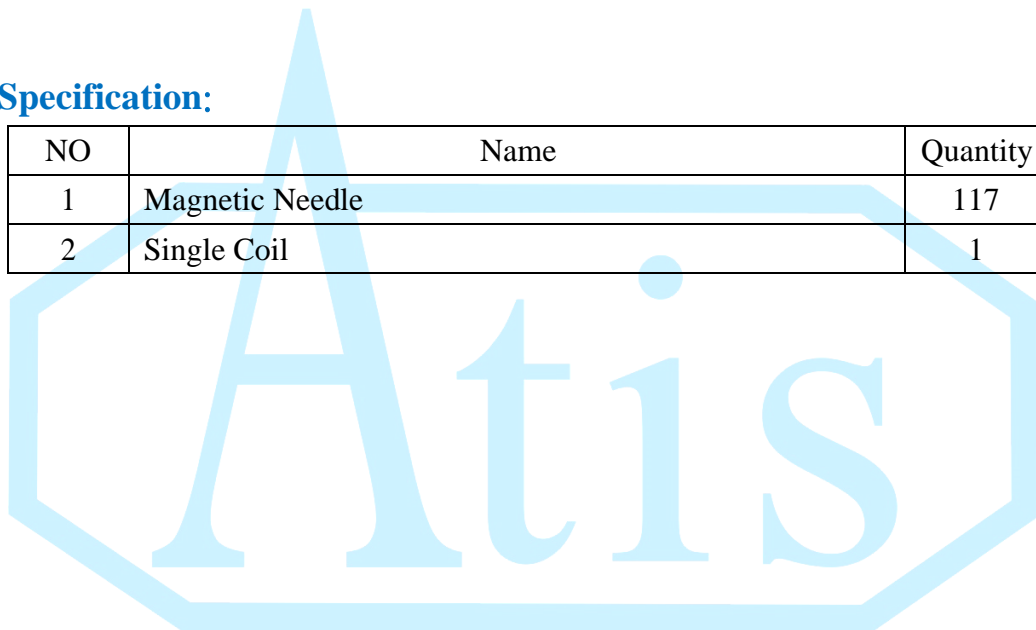 Specification:
NO Name Quantity
1 Magnetic Needle 117
2 Single Coil 1
Atis